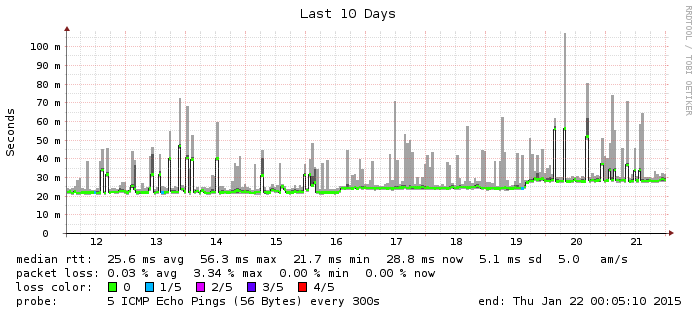 Last 10 Days
RRDTOOL / TOBI OETIKER
Seconds
100 m
90 m
80 m
70 m
60 m
50 m
40 m
30 m
20 m
10 m
0
12 13 14 15 16 17 18 19 20 21
median rtt: 25.6 ms avg 56.3 ms max 21.7 ms min 28.8 ms now 5.1 ms sd 5.0 am/s
packet loss: 0.03 % avg 3.34 % max 0.00 % min 0.00 % now
loss color: 0 1/5 2/5 3/5 4/5
probe: 5 ICMP Echo Pings (56 Bytes) every 300s end: Thu Jan 22 00:05:10 2015